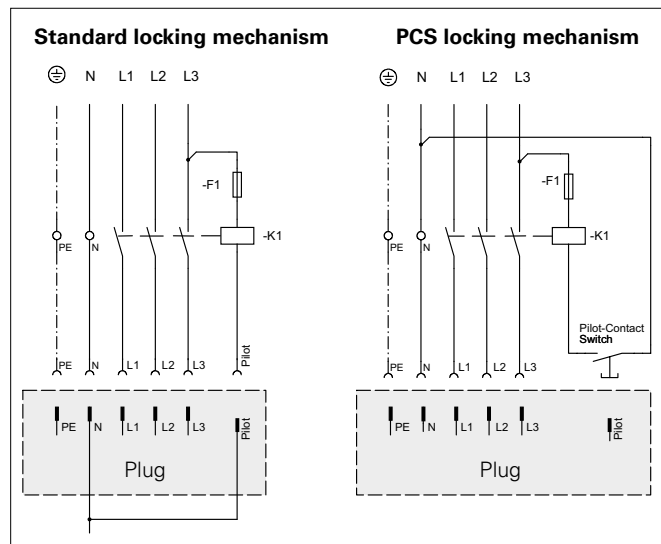 Standard locking mechanism
N L1 L2 L3
-F1
-K1
PE N
PE N L1 L2 L3 Pilot
PE N L1 L2 L3 Pilot
Plug
PCS locking mechanism
N L1 L2 L3
-F1
-K1
PE N
Pilot-Contact
Switch
PE N L1 L2 L3
PE N L1 L2 L3 Pilot
Plug